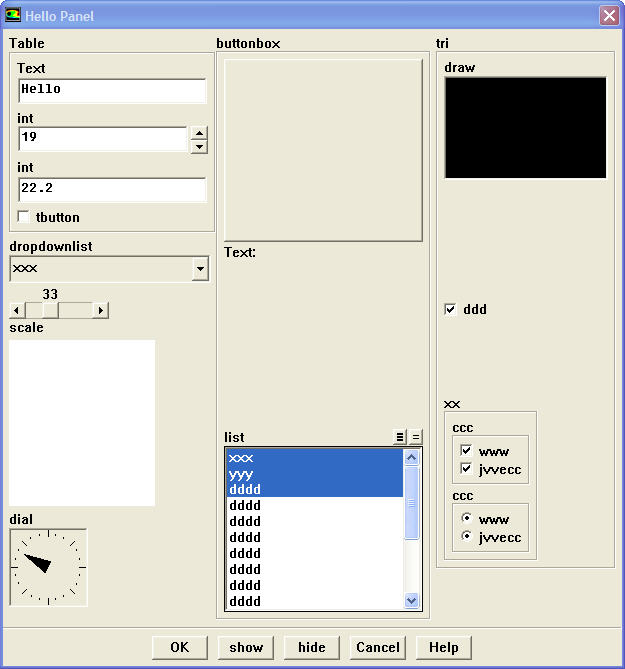 Hello Panel
Table
Text
Hello
int
19
int
22.2
tbutton
dropdownlist
xxx
33
scale
dial
buttonbox
Text:
list
xxx
yyy
dddd
dddd
dddd
dddd
dddd
dddd
dddd
dddd
tri
draw
ddd
xx
ccc
www
jvvecc
ccc
www
jvvecc
OK
show
hide
Cancel
Help